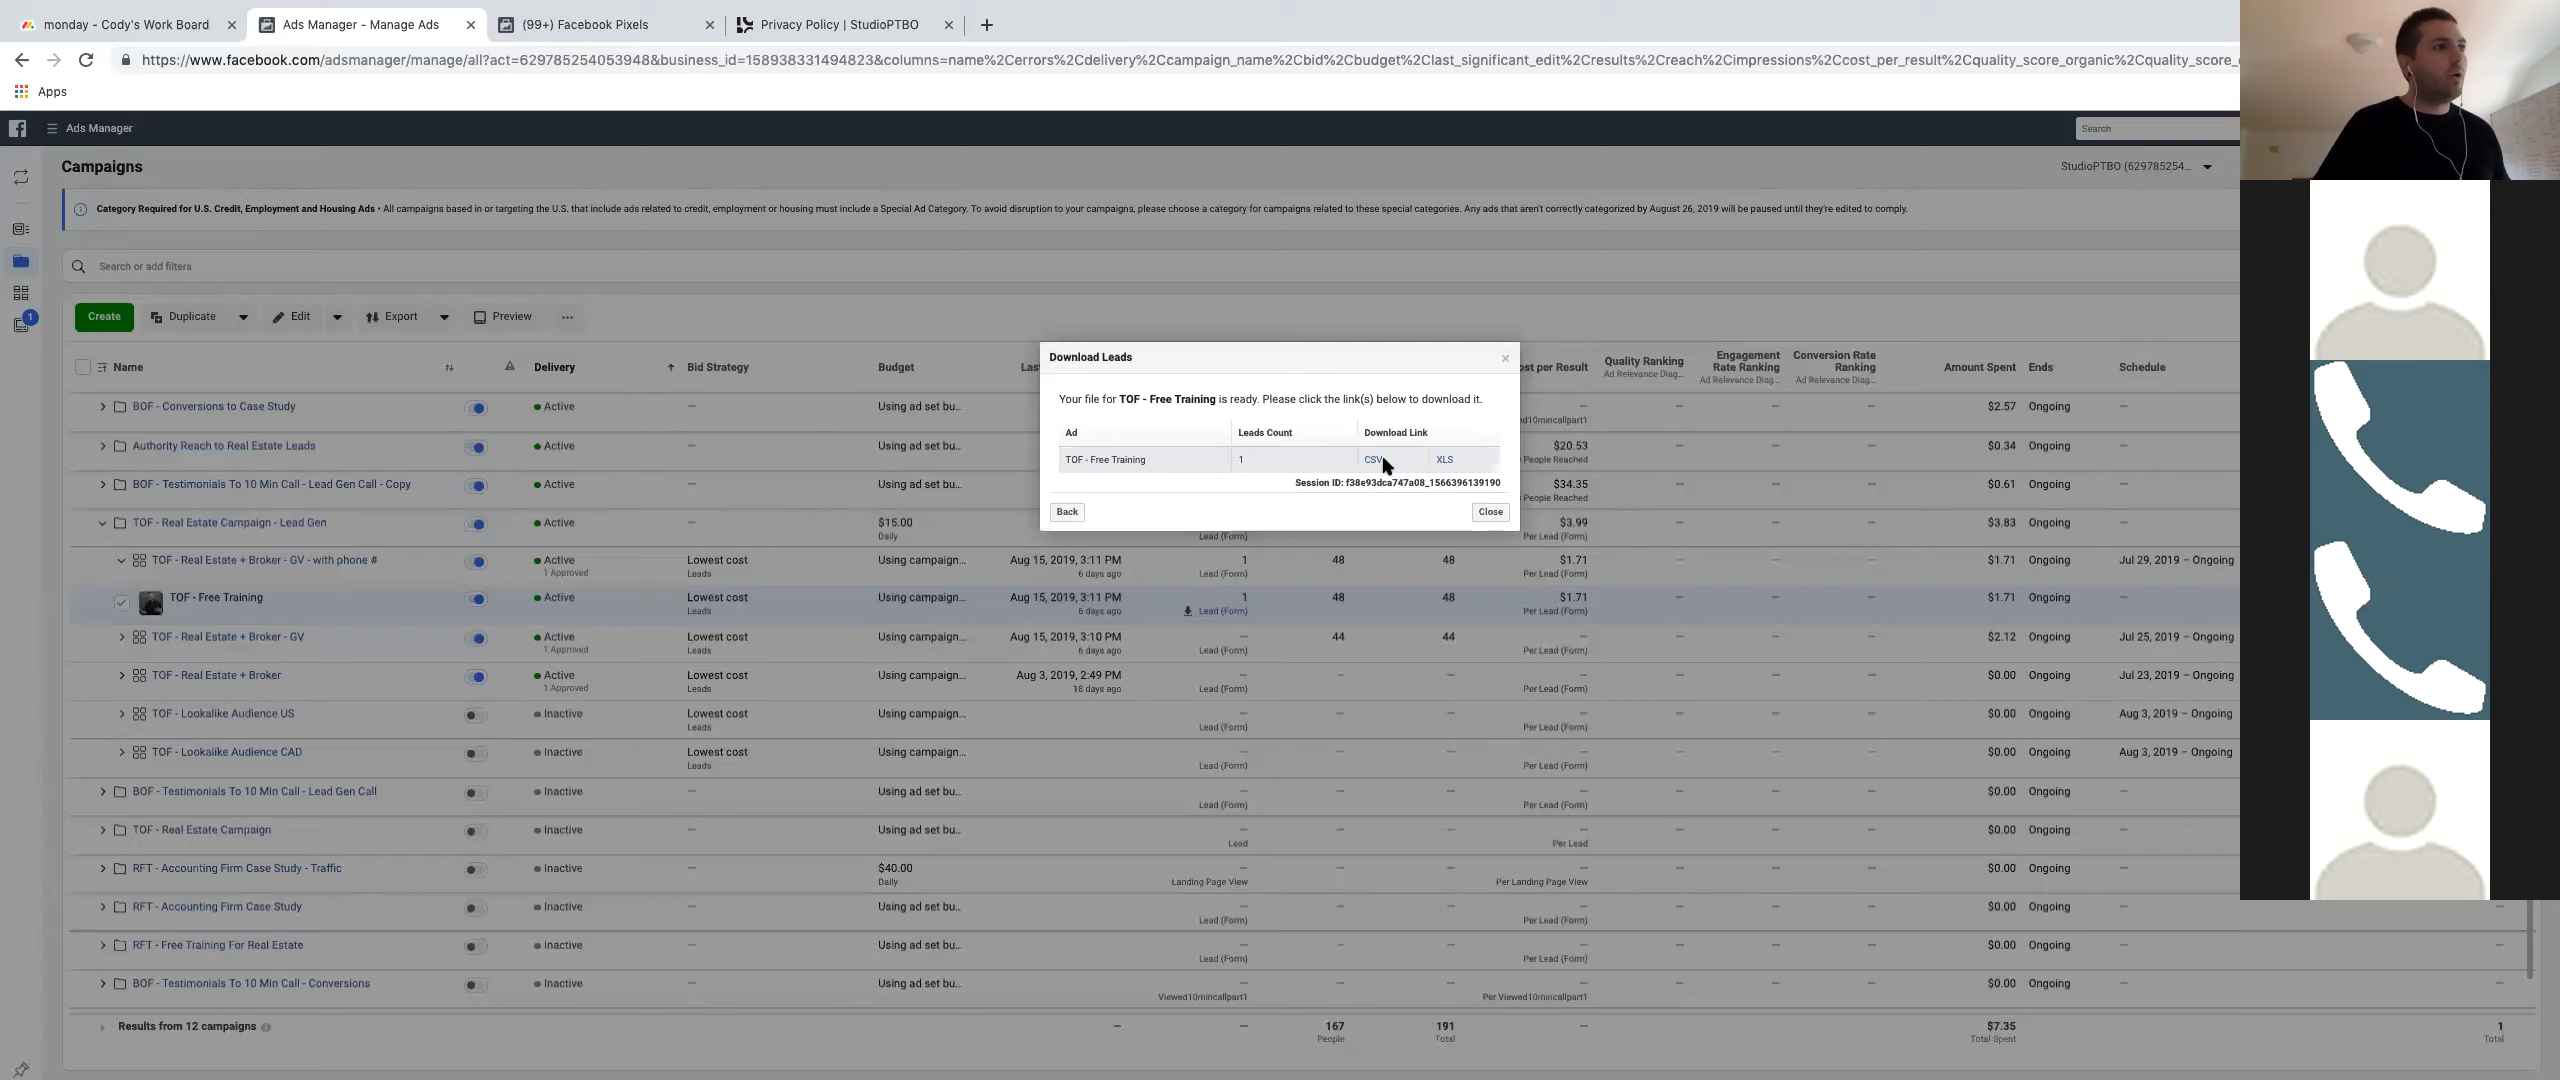 monday - Cody's Work Board
Ads Manager - Manage Ads
(99+) Facebook Pixels
Privacy Policy | StudioPTBO
https://www.facebook.com/adsmanager/manage/all?act=629785254053948&business_id=158938331494823&columns=name%2Cerrors%2Cdelivery%2Ccampaign_name%2Cbid%2Cbudget%2Clast_significant_edit%2Cresults%2Creach%2Cimpressions%2Ccost_per_result%2Cquality_score_organic%2Cquality_score_
Apps
Ads Manager
Search
Campaigns
StudioPTBO (629785254...
Category Required for U.S. Credit, Employment and Housing Ads • All campaigns based in or targeting the U.S. that include ads related to credit, employment or housing must include a Special Ad Category. To avoid disruption to your campaigns, please choose a category for campaigns related to these special categories. Any ads that aren't correctly categorized by August 26, 2019 will be paused until they're edited to comply.
Search or add filters
1
Create Duplicate Edit Export Preview ...
Name Delivery Bid Strategy Budget Las ost per Result Quality Ranking Ad Relevance Diag... Engagement Rate Ranking Ad Relevance Diag... Conversion Rate Ranking Ad Relevance Diag... Amount Spent Ends Schedule
Download Leads
Your file for TOF - Free Training is ready. Please click the link(s) below to download it.
Ad Leads Count Download Link
TOF - Free Training 1 CSV XLS
Session ID: f38e93dca747a08_1566396139190
Back Close
BOF - Conversions to Case Study Active — Using ad set bu... — — — $2.57 Ongoing —
ed10mincallpart1
Authority Reach to Real Estate Leads Active — Using ad set bu... $20.53 — — — $0.34 Ongoing —
People Reached
BOF - Testimonials To 10 Min Call - Lead Gen Call - Copy Active — Using ad set bu... $34.35 — — — $0.61 Ongoing —
People Reached
TOF - Real Estate Campaign - Lead Gen Active — $15.00 $3.99 — — — $3.83 Ongoing —
Daily Lead (Form) Per Lead (Form)
TOF - Real Estate + Broker - GV - with phone # Active Lowest cost Using campaign... Aug 15, 2019, 3:11 PM 1 48 48 $1.71 — — — $1.71 Ongoing Jul 29, 2019 – Ongoing
1 Approved Leads 6 days ago Lead (Form) Per Lead (Form)
TOF - Free Training Active Lowest cost Using campaign... Aug 15, 2019, 3:11 PM 1 48 48 $1.71 — — — $1.71 Ongoing —
Leads 6 days ago Lead (Form) Per Lead (Form)
TOF - Real Estate + Broker - GV Active Lowest cost Using campaign... Aug 15, 2019, 3:10 PM — 44 44 — — — — $2.12 Ongoing Jul 25, 2019 – Ongoing
1 Approved Leads 6 days ago Lead (Form) Per Lead (Form)
TOF - Real Estate + Broker Active Lowest cost Using campaign... Aug 3, 2019, 2:49 PM — — — — — — — $0.00 Ongoing Jul 23, 2019 – Ongoing
1 Approved Leads 18 days ago Lead (Form) Per Lead (Form)
TOF - Lookalike Audience US Inactive Lowest cost Using campaign... — — — — — — — $0.00 Ongoing Aug 3, 2019 – Ongoing
Leads Lead (Form) Per Lead (Form)
TOF - Lookalike Audience CAD Inactive Lowest cost Using campaign... — — — — — — — $0.00 Ongoing Aug 3, 2019 – Ongoing
Leads Lead (Form) Per Lead (Form)
BOF - Testimonials To 10 Min Call - Lead Gen Call Inactive — Using ad set bu... — — — — — — — $0.00 Ongoing —
Lead (Form) Per Lead (Form)
TOF - Real Estate Campaign Inactive — Using ad set bu... — — — — — — — $0.00 Ongoing —
Lead Per Lead
RFT - Accounting Firm Case Study - Traffic Inactive — $40.00 — — — — — — — $0.00 Ongoing —
Daily Landing Page View Per Landing Page View
RFT - Accounting Firm Case Study Inactive — Using ad set bu... — — — — — — — $0.00 Ongoing — —
Lead (Form) Per Lead (Form)
RFT - Free Training For Real Estate Inactive — Using ad set bu... — — — — — — — $0.00 Ongoing — —
Lead (Form) Per Lead (Form)
BOF - Testimonials To 10 Min Call - Conversions Inactive — Using ad set bu... — — — — — — — $0.00 Ongoing — —
Viewed10mincallpart1 Per Viewed10mincallpart1
Results from 12 campaigns — — 167 191 — $7.35 1
People Total Total Spent Total